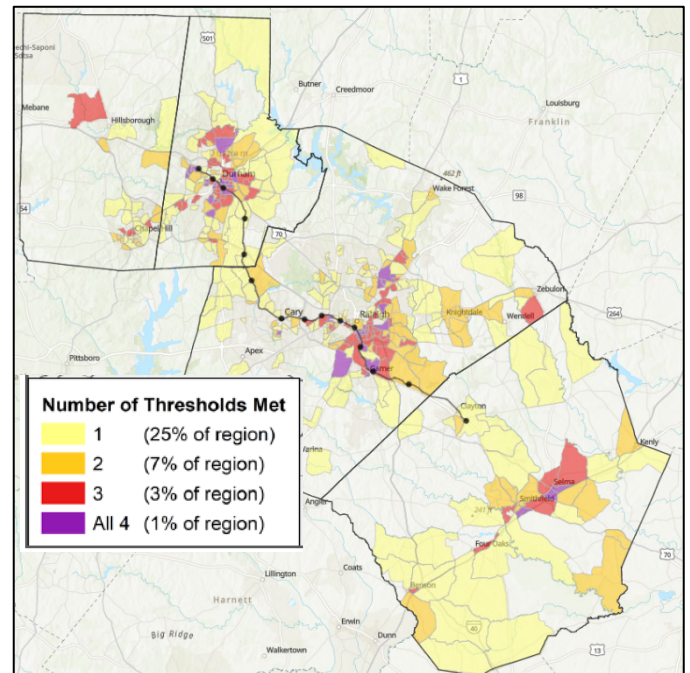 501
Butner
Creedmoor
1
Louisburg
Franklin
Mebane
Hillsborough
Durham
462 ft
Wake Forest
98
54
Chapel Hill
70
Zebulon
Cary
Raleigh
Knightdale
Wendell
264
Pittsboro
Apex
Garner
Clayton
Number of Thresholds Met
1 (25% of region)
2 (7% of region)
3 (3% of region)
All 4 (1% of region)
Kenly
Selma
Angier
Smithfield
247 ft
Four Oaks
70
Lillington
Coats
Benson
Harnett
Erwin
40
Big Ridge
Dunn
13
Walkertown